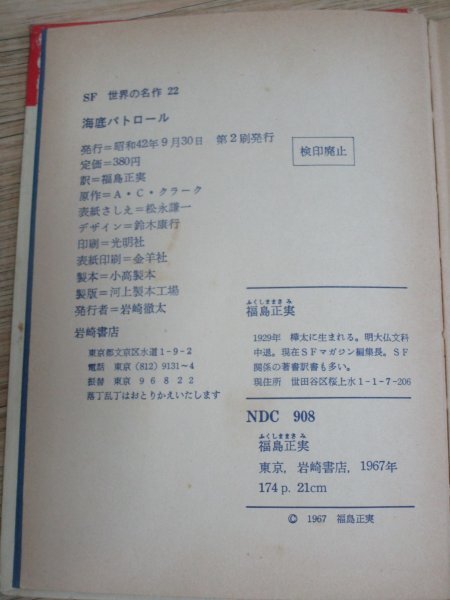 SF 世界の名作 22
海底パトロール
発行=昭和42年9月30日 第2刷発行
定価=380円
訳=福島正実
原作=A・C・クラーク
表紙さしえ=松永謙一
デザイン=鈴木康行
印刷=光明社
表紙印刷=金羊社
製本=小高製本
製版=河上製本工場
発行者=岩崎徹太
岩崎書店
東京都文京区水道1-9-2
電話 東京(812)9131~4
振替 東京 96822
落丁乱丁はおとりかえいたします
検印廃止
ふくしままさみ
福島正実
1929年 樺太に生まれる。明大仏文科
中退。現在SFマガジン編集長。SF
関係の著書訳書も多い。
現住所 世田谷区桜上水1-1-7-206
NDC 908
ふくしままさみ
福島正実
東京, 岩崎書店, 1967年
174 p. 21cm
© 1967 福島正実